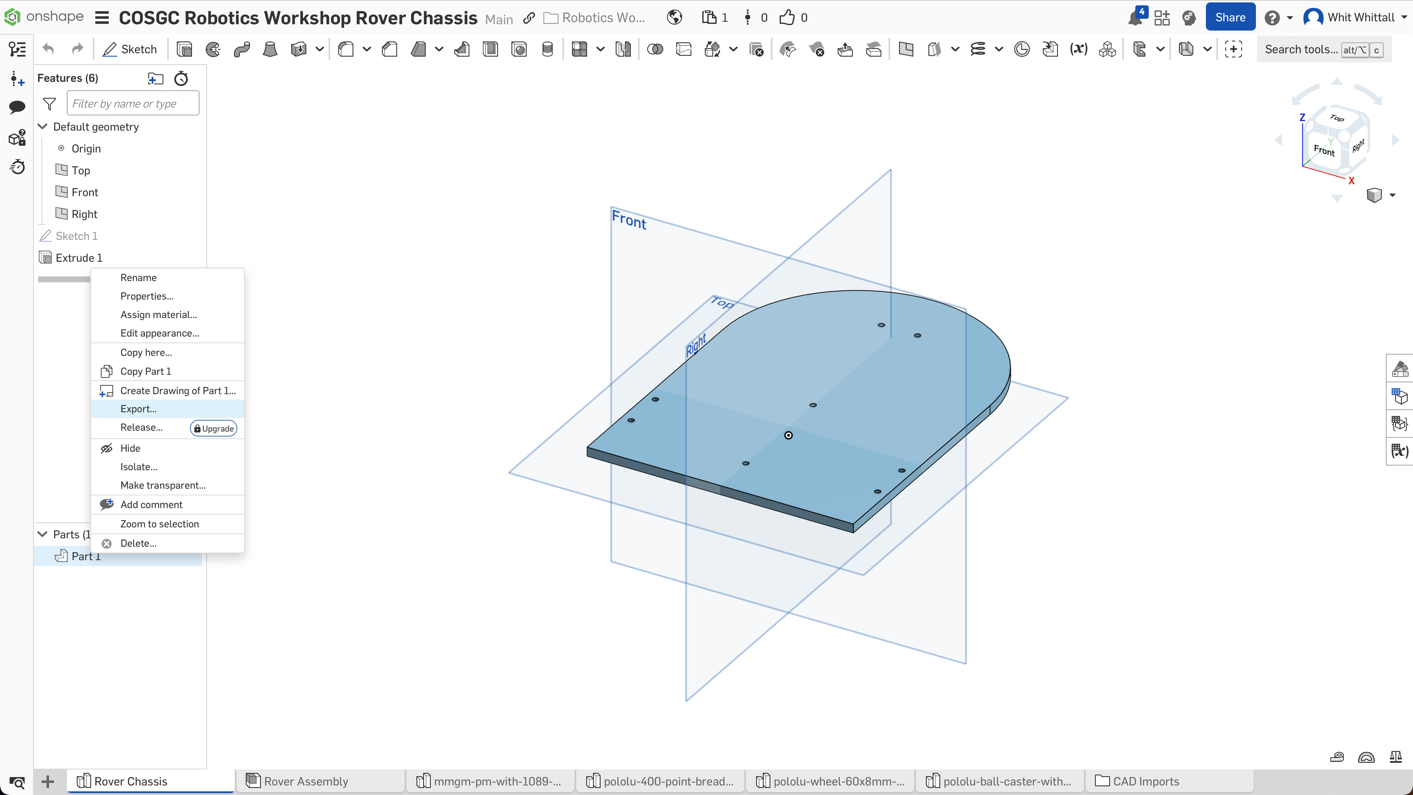 onshape
COSGC Robotics Workshop Rover Chassis Main Robotics Wo... 1 0 0 4 Share Whit Whittall
Sketch (x) Search tools... alt/⌥ c
Features (6)
Filter by name or type
Default geometry
Origin
Top
Front
Right
Sketch 1
Extrude 1
Rename
Properties...
Assign material...
Edit appearance...
Copy here...
Copy Part 1
Create Drawing of Part 1...
Export...
Release... Upgrade
Hide
Isolate...
Make transparent...
Add comment
Zoom to selection
Delete...
Parts (1
Part 1
Front
Top
Right
Z
Top
Front
Right
Y
X
(x)
Rover Chassis
Rover Assembly
mmgm-pm-with-1089-...
pololu-400-point-bread...
pololu-wheel-60x8mm-...
pololu-ball-caster-with...
CAD Imports